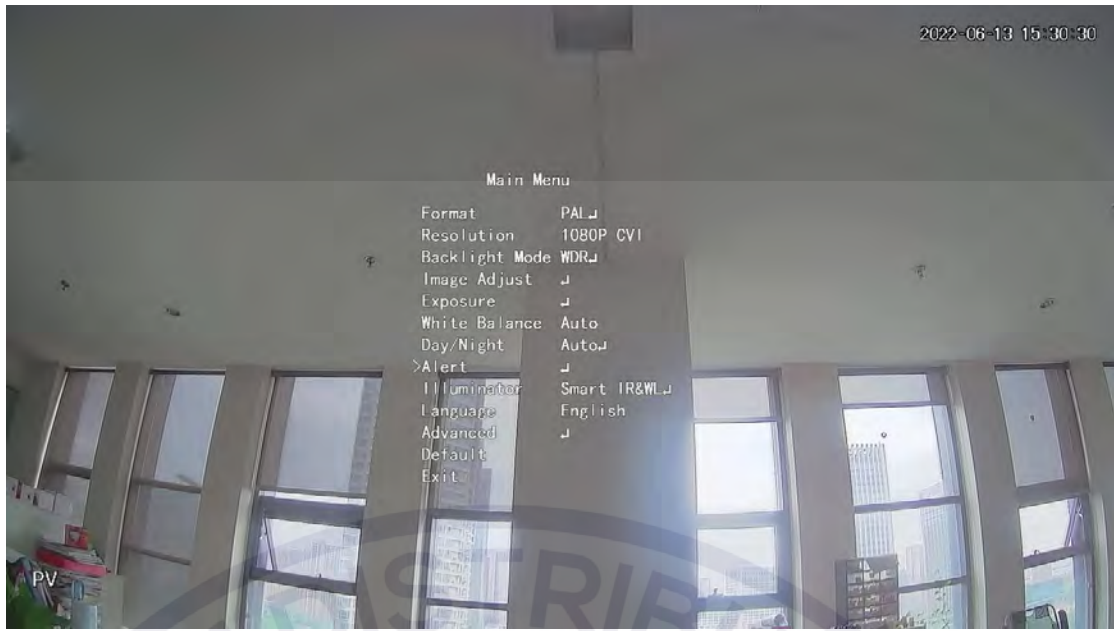 2022-06-13 15:30:30
Main Menu
Format PAL↲
Resolution 1080P CVI
Backlight Mode WDR↲
Image Adjust ↲
Exposure ↲
White Balance Auto
Day/Night Auto↲
>Alert ↲
Illuminator Smart IR&WL↲
Language English
Advanced ↲
Default
Exit↲
PV
STRIB